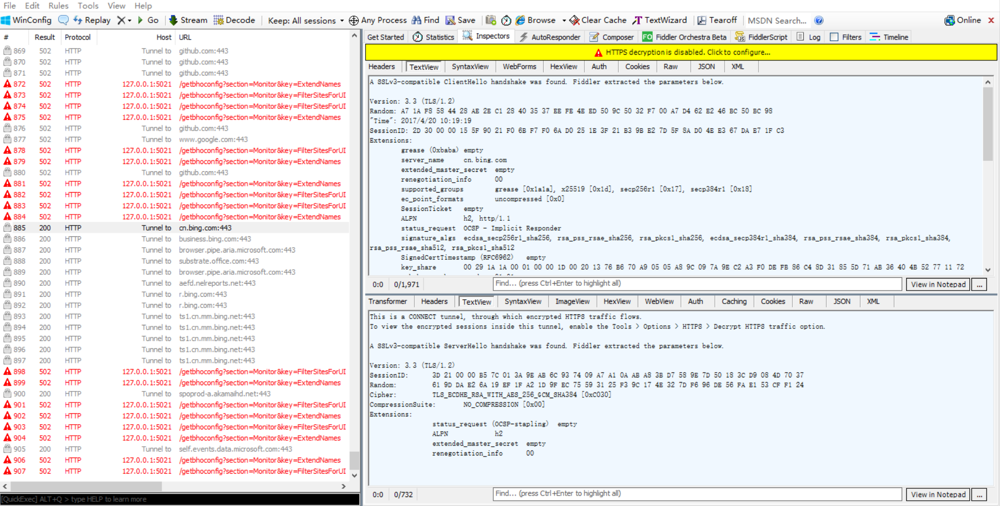 File Edit Rules Tools View Help
WinConfig Replay X Go Stream Decode Keep: All sessions Any Process Find Save Browse Clear Cache TextWizard Tearoff MSDN Search... Online x
# Result Protocol Host URL
869 502 HTTP Tunnel to github.com:443
870 502 HTTP Tunnel to github.com:443
871 502 HTTP Tunnel to github.com:443
872 502 HTTP 127.0.0.1:5021 /getbhoconfig?section=Monitor&key=ExtendNames
873 502 HTTP 127.0.0.1:5021 /getbhoconfig?section=Monitor&key=FilterSitesForUI
874 502 HTTP 127.0.0.1:5021 /getbhoconfig?section=Monitor&key=FilterSitesForUI
875 502 HTTP 127.0.0.1:5021 /getbhoconfig?section=Monitor&key=ExtendNames
876 502 HTTP Tunnel to github.com:443
877 502 HTTP Tunnel to www.google.com:443
878 502 HTTP 127.0.0.1:5021 /getbhoconfig?section=Monitor&key=FilterSitesForUI
879 502 HTTP 127.0.0.1:5021 /getbhoconfig?section=Monitor&key=ExtendNames
880 502 HTTP Tunnel to github.com:443
881 502 HTTP 127.0.0.1:5021 /getbhoconfig?section=Monitor&key=ExtendNames
882 502 HTTP 127.0.0.1:5021 /getbhoconfig?section=Monitor&key=FilterSitesForUI
883 502 HTTP 127.0.0.1:5021 /getbhoconfig?section=Monitor&key=FilterSitesForUI
884 502 HTTP 127.0.0.1:5021 /getbhoconfig?section=Monitor&key=ExtendNames
885 200 HTTP Tunnel to cn.bing.com:443
886 200 HTTP Tunnel to business.bing.com:443
887 200 HTTP Tunnel to browser.pipe.aria.microsoft.com:443
888 200 HTTP Tunnel to substrate.office.com:443
889 200 HTTP Tunnel to browser.pipe.aria.microsoft.com:443
890 200 HTTP Tunnel to aefd.nelreports.net:443
891 200 HTTP Tunnel to r.bing.com:443
892 200 HTTP Tunnel to r.bing.com:443
893 200 HTTP Tunnel to ts1.cn.mm.bing.net:443
894 200 HTTP Tunnel to ts1.cn.mm.bing.net:443
895 200 HTTP Tunnel to ts1.cn.mm.bing.net:443
896 200 HTTP Tunnel to ts1.cn.mm.bing.net:443
897 200 HTTP Tunnel to ts1.cn.mm.bing.net:443
898 502 HTTP 127.0.0.1:5021 /getbhoconfig?section=Monitor&key=FilterSitesForUI
899 502 HTTP 127.0.0.1:5021 /getbhoconfig?section=Monitor&key=ExtendNames
900 200 HTTP Tunnel to spoprod-a.akamaihd.net:443
901 502 HTTP 127.0.0.1:5021 /getbhoconfig?section=Monitor&key=FilterSitesForUI
902 502 HTTP 127.0.0.1:5021 /getbhoconfig?section=Monitor&key=ExtendNames
903 502 HTTP 127.0.0.1:5021 /getbhoconfig?section=Monitor&key=FilterSitesForUI
904 502 HTTP 127.0.0.1:5021 /getbhoconfig?section=Monitor&key=ExtendNames
905 200 HTTP Tunnel to self.events.data.microsoft.com:443
906 502 HTTP 127.0.0.1:5021 /getbhoconfig?section=Monitor&key=ExtendNames
907 502 HTTP 127.0.0.1:5021 /getbhoconfig?section=Monitor&key=FilterSitesForUI
[QuickExec] ALT+Q > type HELP to learn more
Get Started Statistics Inspectors AutoResponder Composer FO Fiddler Orchestra Beta FiddlerScript Log Filters Timeline
HTTPS decryption is disabled. Click to configure...
Headers TextView SyntaxView WebForms HexView Auth Cookies Raw JSON XML
A SSLv3-compatible ClientHello handshake was found. Fiddler extracted the parameters below.
Version: 3.3 (TLS/1.2)
Random: A7 1A F8 58 44 28 AE 2E C1 28 40 35 37 EE FE 4E ED 50 9C 50 32 F7 00 A7 D4 62 E2 46 BC 50 BC 98
"Time": 2017/4/20 10:19:19
SessionID: 2D 30 00 00 15 5F 90 21 F0 6B F7 F0 6A D0 25 1E 3F 21 B3 9B E2 7D 5F 8A D0 4E E3 67 DA E7 1F C3
Extensions:
grease (0xbaba) empty
server_name cn.bing.com
extended_master_secret empty
renegotiation_info 00
supported_groups grease [0x1a1a], x25519 [0x1d], secp256r1 [0x17], secp384r1 [0x18]
ec_point_formats uncompressed [0x0]
SessionTicket empty
ALPN h2, http/1.1
status_request OCSP - Implicit Responder
signature_algs ecdsa_secp256r1_sha256, rsa_pss_rsae_sha256, rsa_pkcs1_sha256, ecdsa_secp384r1_sha384, rsa_pss_rsae_sha384, rsa_pkcs1_sha384,
rsa_pss_rsae_sha512, rsa_pkcs1_sha512
SignedCertTimestamp (RFC6962) empty
key_share 00 29 1A 1A 00 01 00 00 1D 00 20 13 76 B6 70 A9 05 05 A8 9C 09 7A 9E C2 A3 F0 DE FB 86 C4 8D 31 85 5D 71 AB 36 40 4B 52 77 11 72
0:0 0/1,971 Find... (press Ctrl+Enter to highlight all) View in Notepad ...
Transformer Headers TextView SyntaxView ImageView HexView WebView Auth Caching Cookies Raw JSON XML
This is a CONNECT tunnel, through which encrypted HTTPS traffic flows.
To view the encrypted sessions inside this tunnel, enable the Tools > Options > HTTPS > Decrypt HTTPS traffic option.
A SSLv3-compatible ServerHello handshake was found. Fiddler extracted the parameters below.
Version: 3.3 (TLS/1.2)
SessionID: 3D 21 00 00 B5 7C 01 3A 9E AB 6C 93 74 09 A7 A1 0A AB A8 3B D7 58 9E 7D 50 18 3C D9 08 4D 70 37
Random: 61 9D DA E2 6A 19 EF 1F A2 1D 9F EC 75 59 31 25 F3 9C 17 4E 32 7D F6 96 DE 56 FA E1 53 CF F1 24
Cipher: TLS_ECDHE_RSA_WITH_AES_256_GCM_SHA384 [0xC030]
CompressionSuite: NO_COMPRESSION [0x00]
Extensions:
status_request (OCSP-stapling) empty
ALPN h2
extended_master_secret empty
renegotiation_info 00
0:0 0/732 Find... (press Ctrl+Enter to highlight all) View in Notepad ...